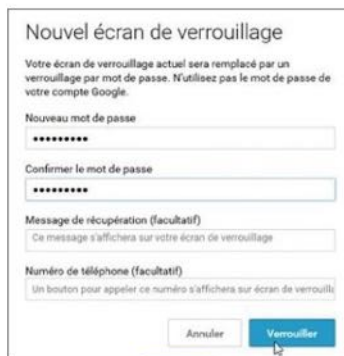 Nouvel écran de verrouillage
Votre écran de verrouillage actuel sera remplacé par un
verrouillage par mot de passe. N'utilisez pas le mot de passe de
votre compte Google.
Nouveau mot de passe
•••••••••
Confirmer le mot de passe
•••••••••
Message de récupération (facultatif)
Ce message s'affichera sur votre écran de verrouillage
Numéro de téléphone (facultatif)
Un bouton pour appeler ce numéro s'affichera sur écran de verrouill
Annuler Verrouiller